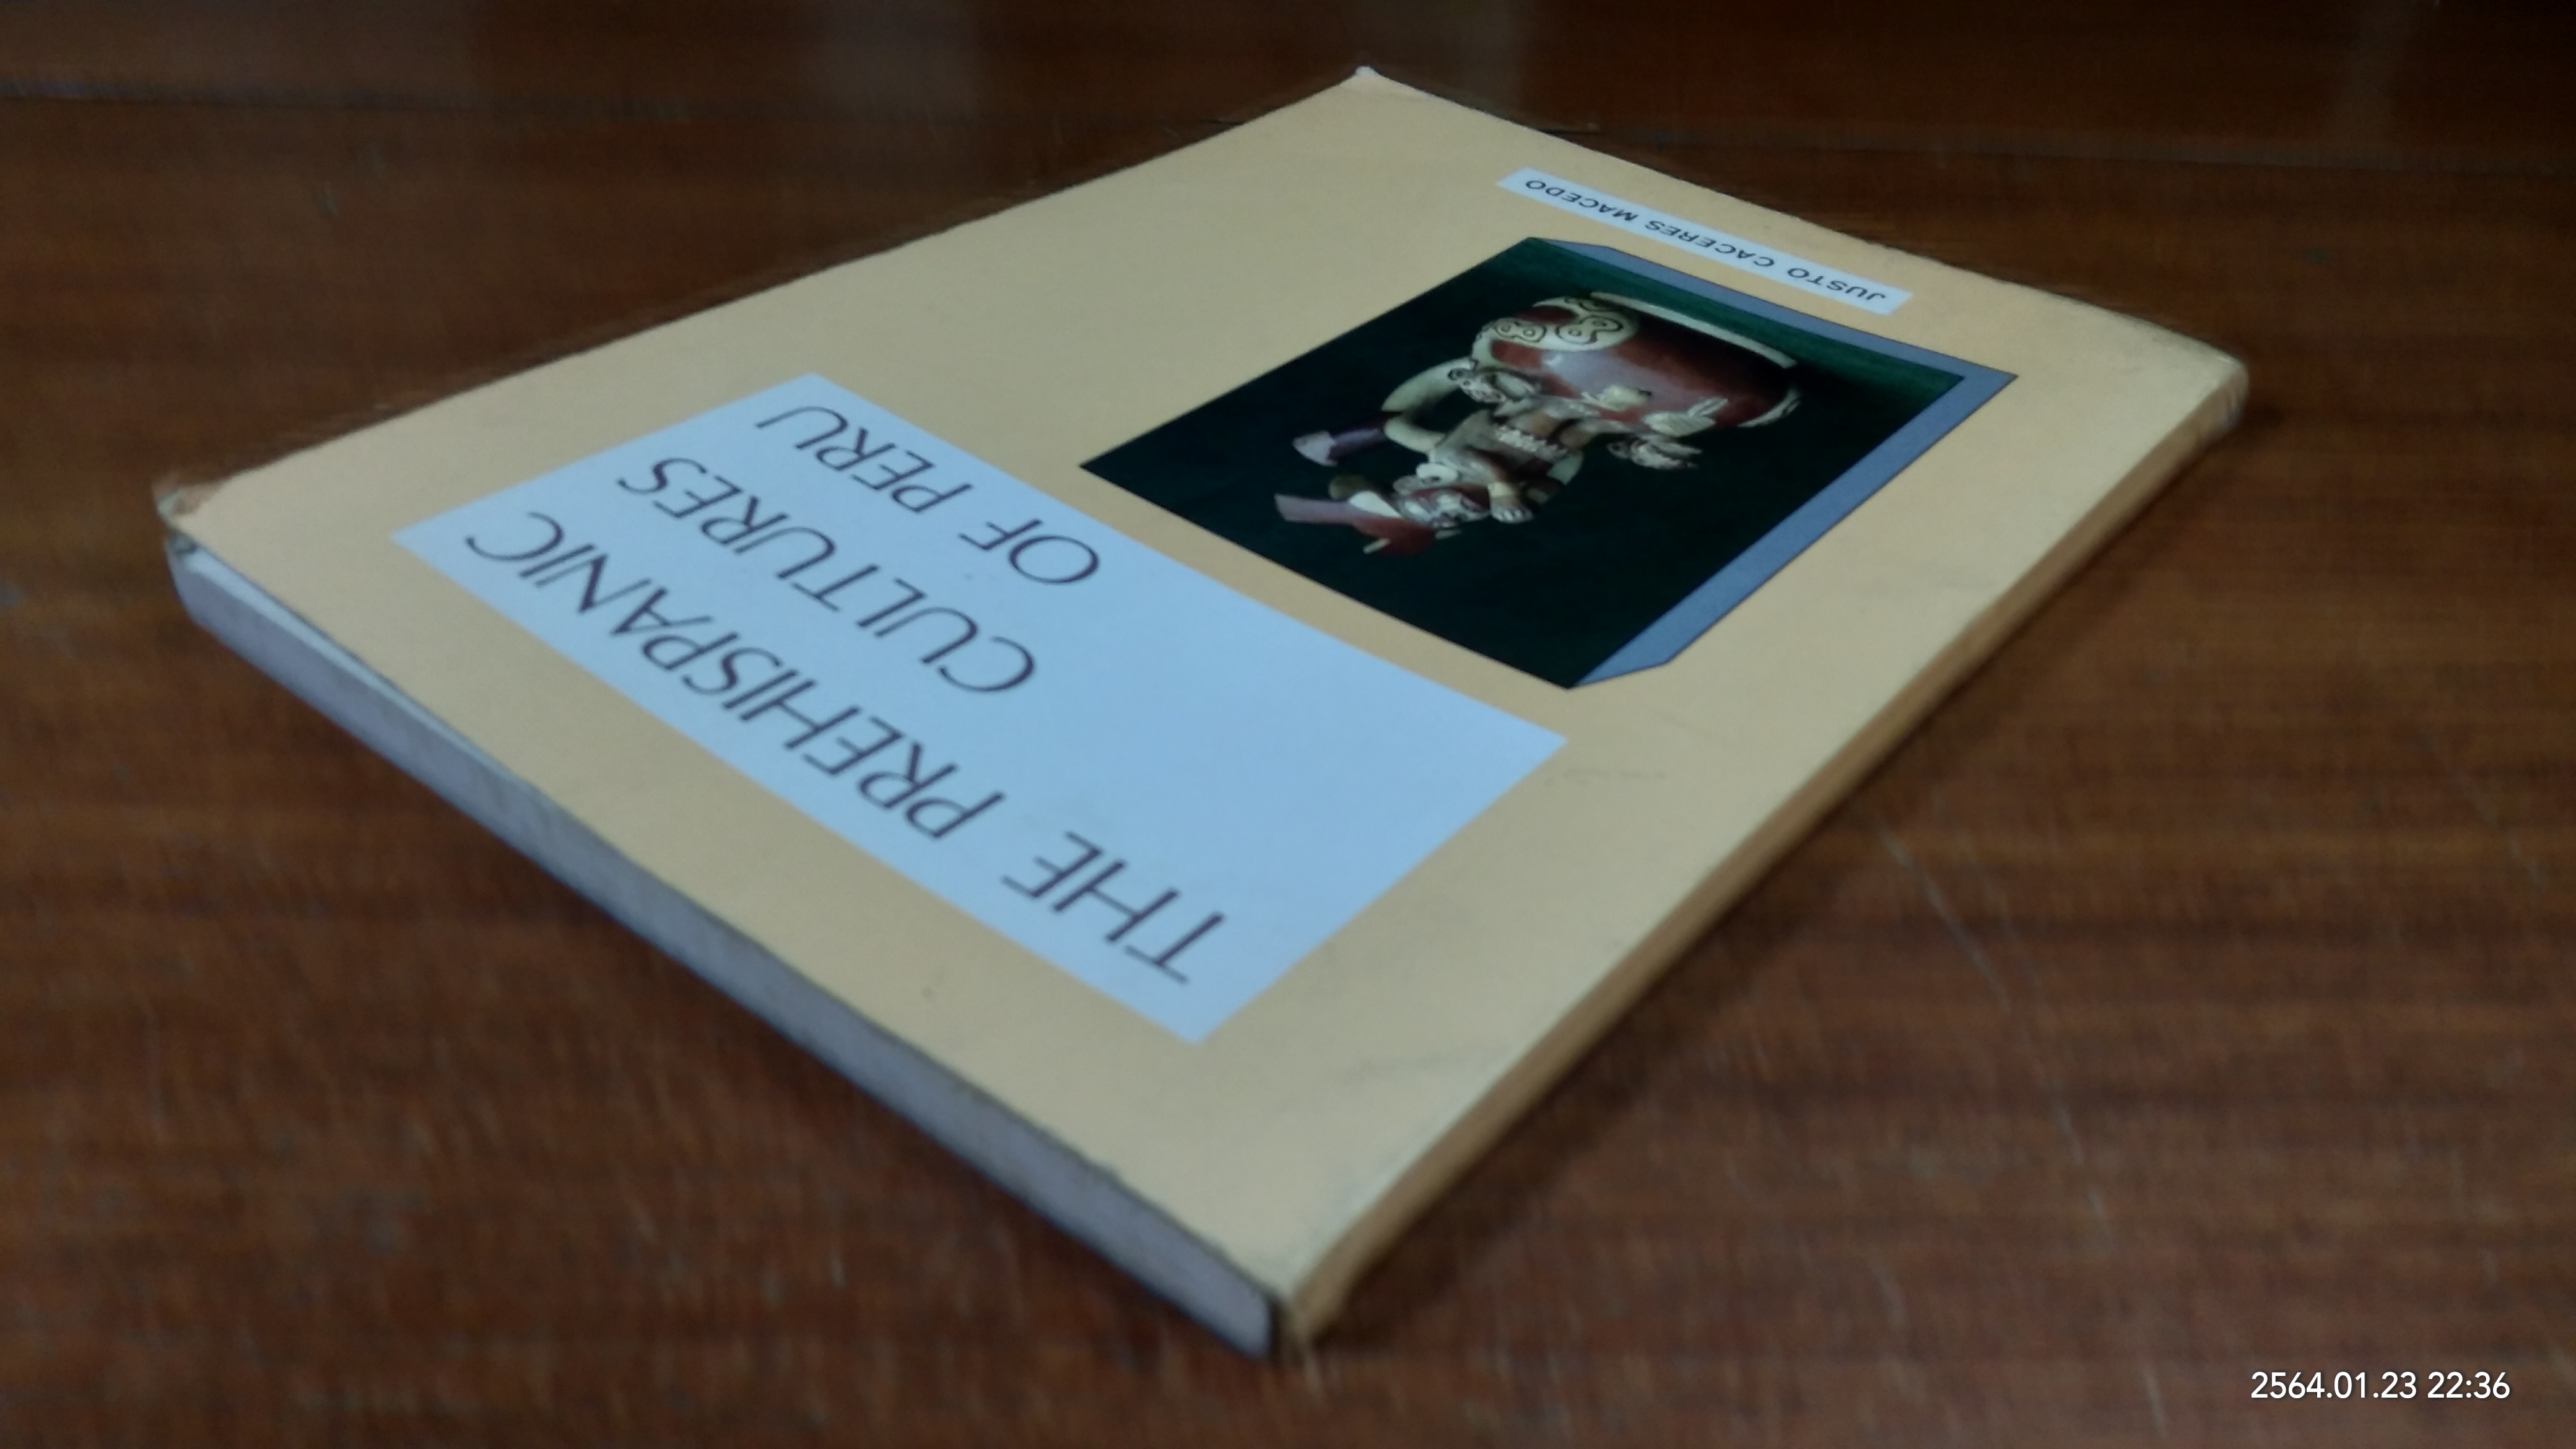 THE PREHISPANIC
CULTURES
OF PERU
JUSTO CACERES MACEDO
2564.01.23 22:36